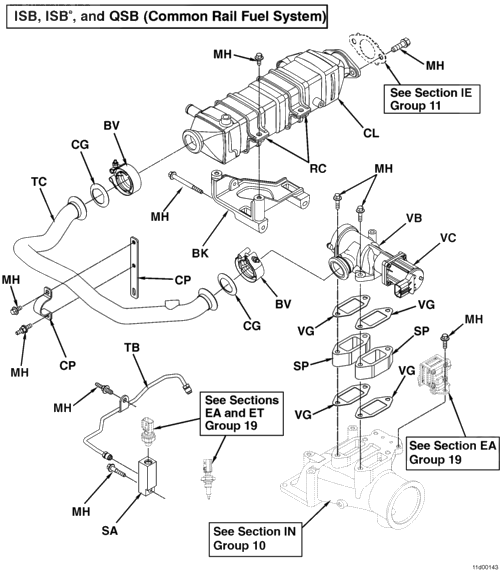 ISB, ISBᵉ, and QSB (Common Rail Fuel System)
MH
MH
See Section IE
Group 11
CL
BV
CG
RC
TC
MH
MH
BK
VB
VC
MH
CP
BV
CG
VG
VG
MH
CP
MH
SP
SP
TB
VG
VG
MH
See Sections
EA and ET
Group 19
See Section EA
Group 19
MH
SA
See Section IN
Group 10
11d00143